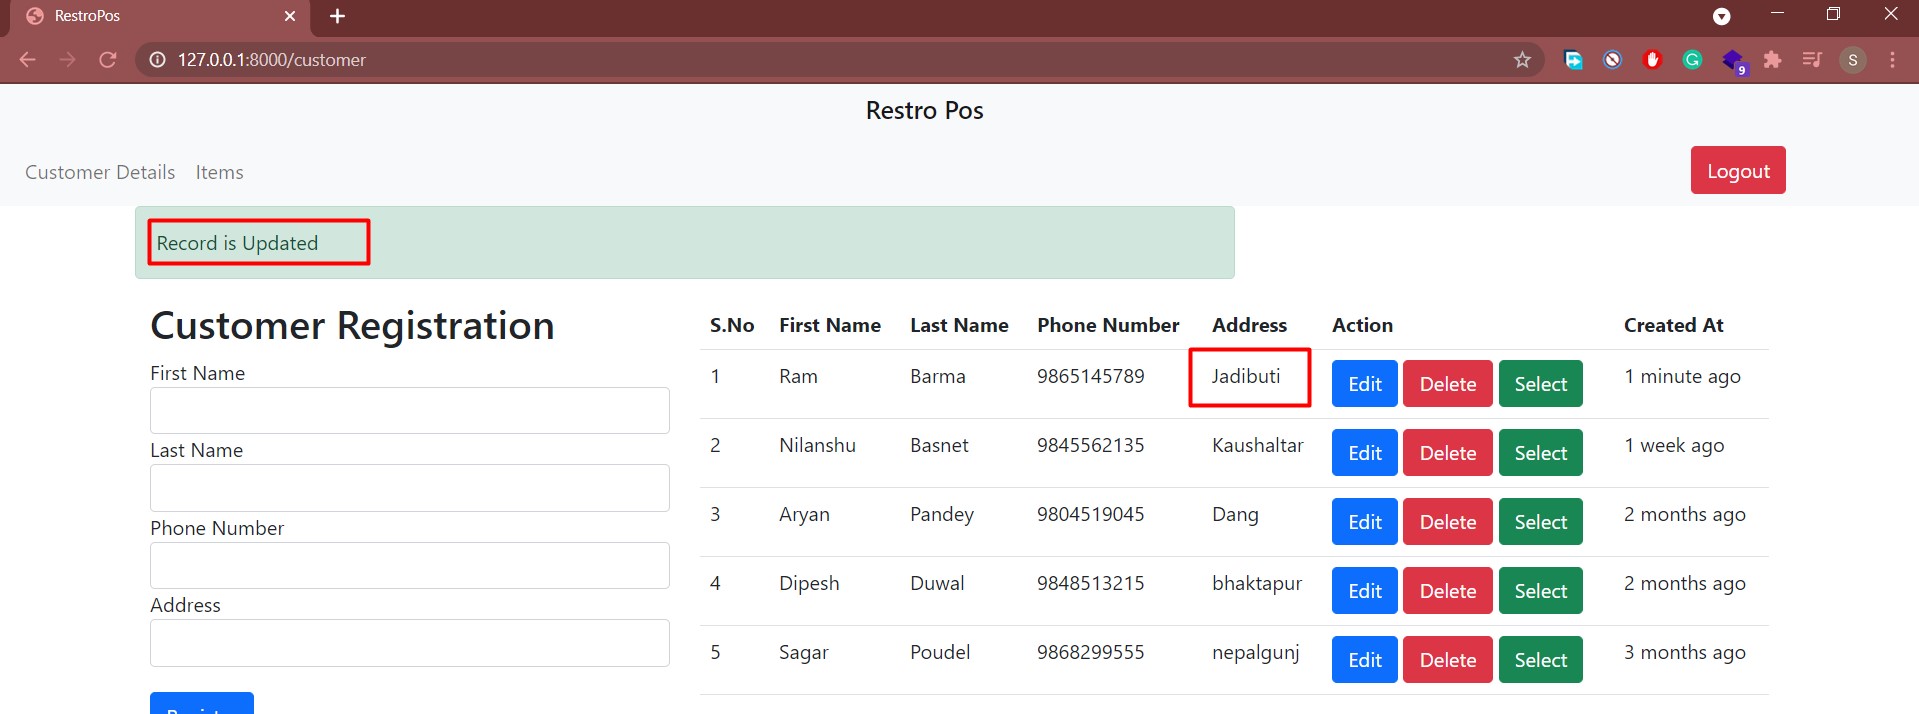 RestroPos
127.0.0.1:8000/customer
9
S
Restro Pos
Customer Details Items
Logout
Record is Updated
Customer Registration
First Name
Last Name
Phone Number
Address
S.No First Name Last Name Phone Number Address Action Created At
1 Ram Barma 9865145789 Jadibuti Edit Delete Select 1 minute ago
2 Nilanshu Basnet 9845562135 Kaushaltar Edit Delete Select 1 week ago
3 Aryan Pandey 9804519045 Dang Edit Delete Select 2 months ago
4 Dipesh Duwal 9848513215 bhaktapur Edit Delete Select 2 months ago
5 Sagar Poudel 9868299555 nepalgunj Edit Delete Select 3 months ago